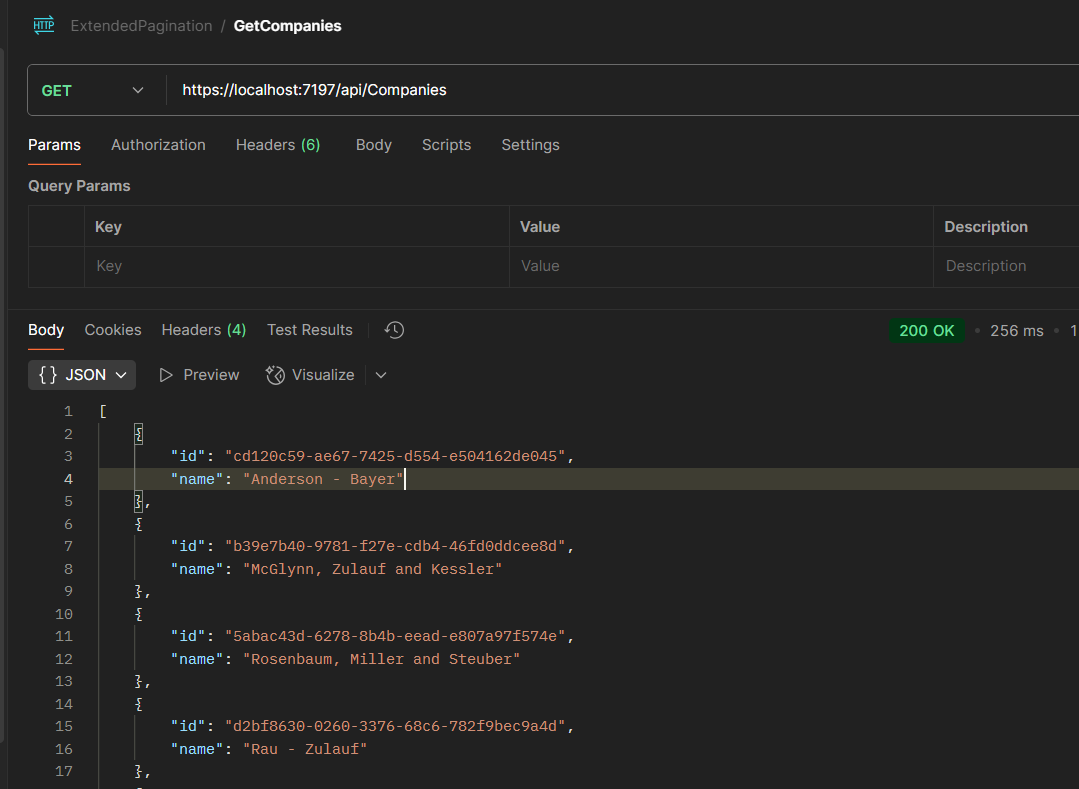 HTTP ExtendedPagination / GetCompanies
GET https://localhost:7197/api/Companies
Params Authorization Headers (6) Body Scripts Settings
Query Params
Key Value Description
Key Value Description
Body Cookies Headers (4) Test Results 200 OK • 256 ms • 1
{} JSON Preview Visualize
1 [
2 {
3 "id": "cd120c59-ae67-7425-d554-e504162de045",
4 "name": "Anderson - Bayer"
5 },
6 {
7 "id": "b39e7b40-9781-f27e-cdb4-46fd0ddcee8d",
8 "name": "McGlynn, Zulauf and Kessler"
9 },
10 {
11 "id": "5abac43d-6278-8b4b-eead-e807a97f574e",
12 "name": "Rosenbaum, Miller and Steuber"
13 },
14 {
15 "id": "d2bf8630-0260-3376-68c6-782f9bec9a4d",
16 "name": "Rau - Zulauf"
17 },